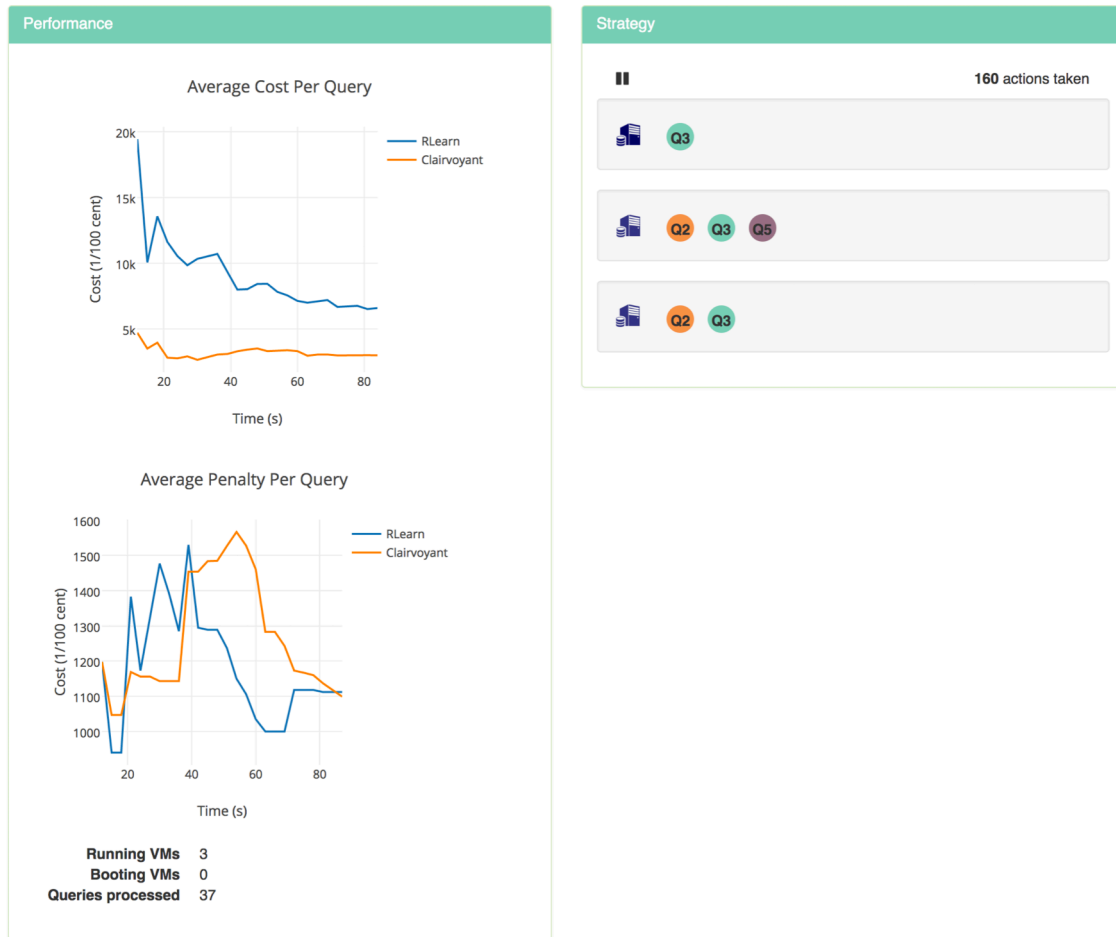 Performance
Average Cost Per Query
20k
15k
10k
5k
Cost (1/100 cent)
20 40 60 80
Time (s)
RLearn
Clairvoyant
Average Penalty Per Query
1600
1500
1400
1300
1200
1100
1000
Cost (1/100 cent)
20 40 60 80
Time (s)
RLearn
Clairvoyant
Running VMs 3
Booting VMs 0
Queries processed 37
Strategy
160 actions taken
Q3
Q2 Q3 Q5
Q2 Q3